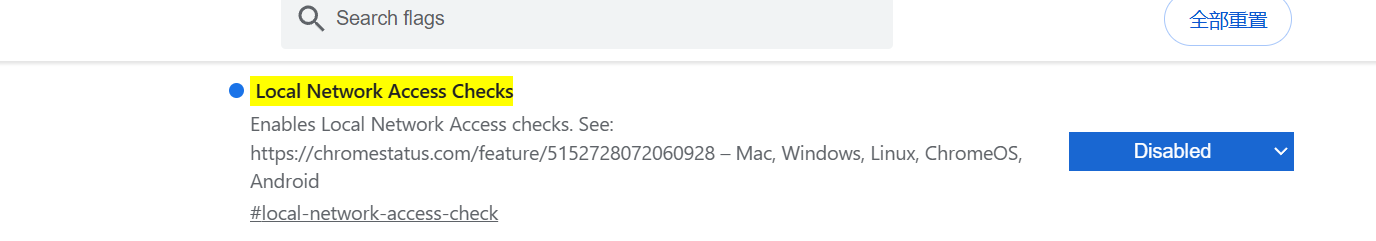 Search flags
全部重置
Local Network Access Checks
Enables Local Network Access checks. See:
https://chromestatus.com/feature/5152728072060928 – Mac, Windows, Linux, ChromeOS,
Android
Disabled
#local-network-access-check